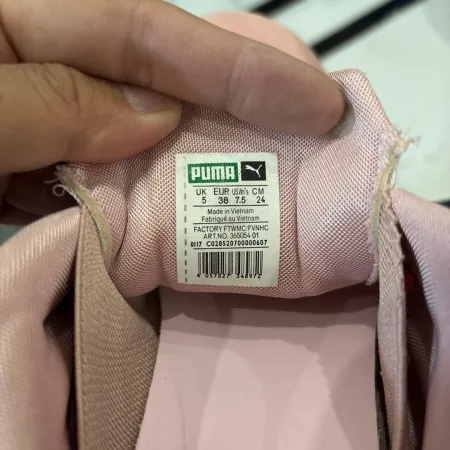 PUMA
UK EUR US Wn's CM
5 38 7.5 24
Made in Vietnam
Fabriqué au Vietnam
FACTORY FTWMC/FVNHC
ART.NO. 365054 01
0117 C028520700000607